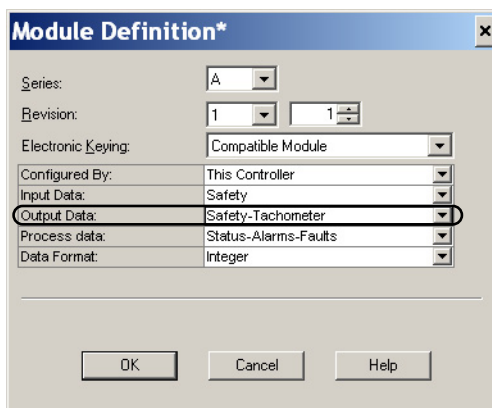 Module Definition*
Series: A
Revision: 1 1
Electronic Keying: Compatible Module
Configured By: This Controller
Input Data: Safety
Output Data: Safety-Tachometer
Process data: Status-Alarms-Faults
Data Format: Integer
OK Cancel Help